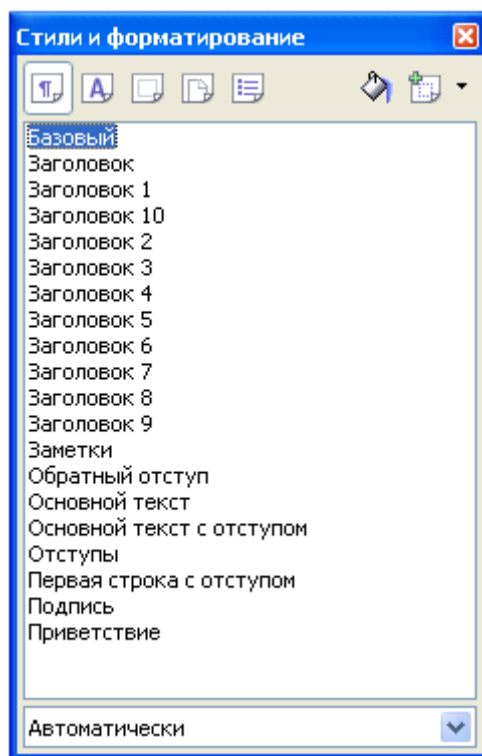 Стили и форматирование
Базовый
Заголовок
Заголовок 1
Заголовок 10
Заголовок 2
Заголовок 3
Заголовок 4
Заголовок 5
Заголовок 6
Заголовок 7
Заголовок 8
Заголовок 9
Заметки
Обратный отступ
Основной текст
Основной текст с отступом
Отступы
Первая строка с отступом
Подпись
Приветствие
Автоматически